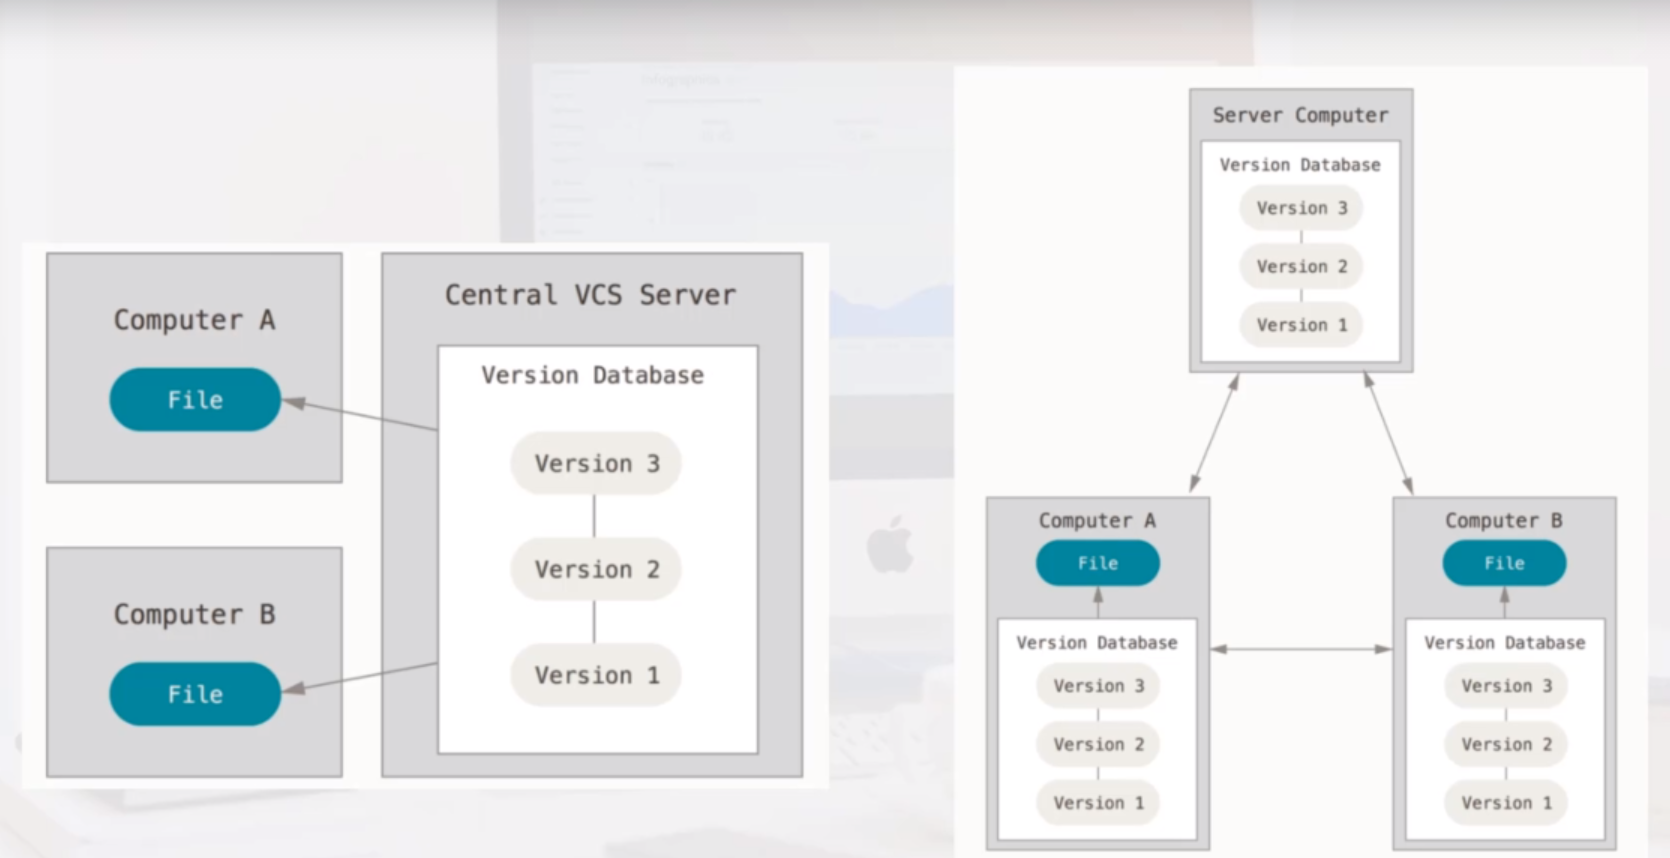 Computer A
File
Computer B
File
Central VCS Server
Version Database
Version 3
Version 2
Version 1
Server Computer
Version Database
Version 3
Version 2
Version 1
Computer A
File
Version Database
Version 3
Version 2
Version 1
Computer B
File
Version Database
Version 3
Version 2
Version 1